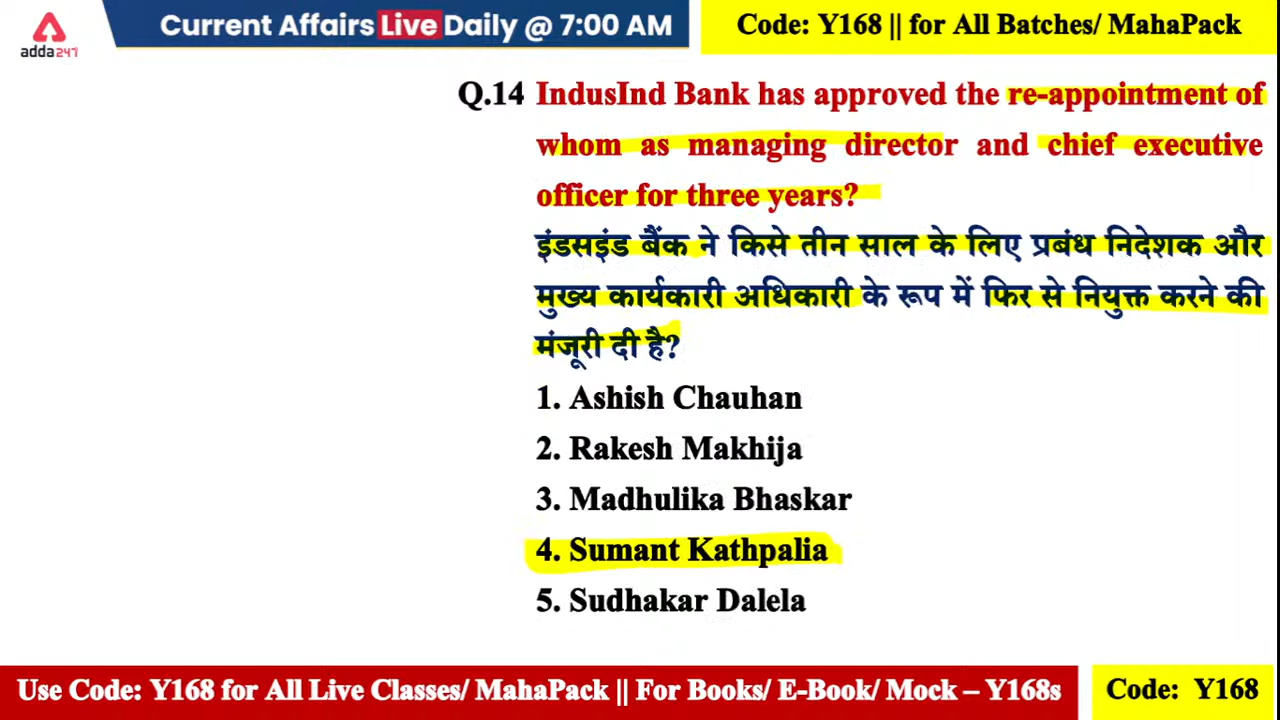 Current Affairs Live Daily @ 7:00 AM
Code: Y168 || for All Batches/ MahaPack
adda247
Q.14 IndusInd Bank has approved the re-appointment of
whom as managing director and chief executive
officer for three years?
इंडसइंड बैंक ने किसे तीन साल के लिए प्रबंध निदेशक और
मुख्य कार्यकारी अधिकारी के रूप में फिर से नियुक्त करने की
मंजूरी दी है?
1. Ashish Chauhan
2. Rakesh Makhija
3. Madhulika Bhaskar
4. Sumant Kathpalia
5. Sudhakar Dalela
Use Code: Y168 for All Live Classes/ MahaPack || For Books/ E-Book/ Mock – Y168s
Code: Y168